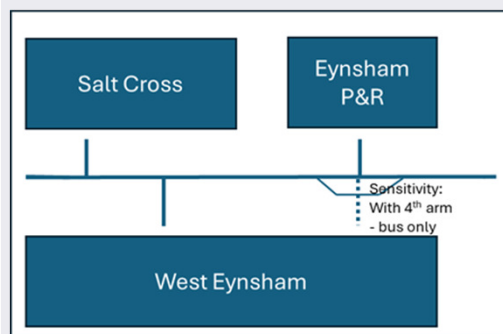 Salt Cross
Eynsham
P&R
Sensitivity:
With 4th arm
- bus only
West Eynsham